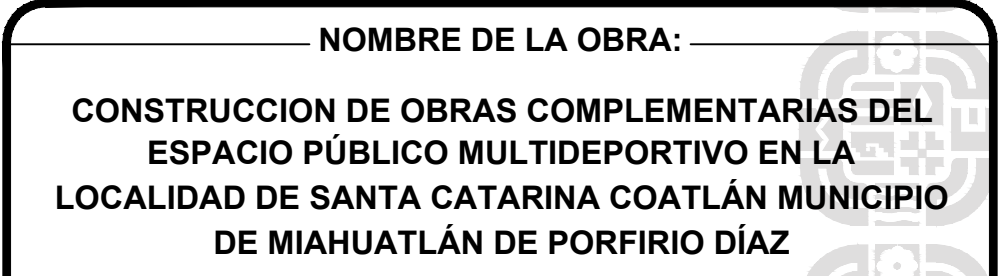 NOMBRE DE LA OBRA:
CONSTRUCCION DE OBRAS COMPLEMENTARIAS DEL
ESPACIO PÚBLICO MULTIDEPORTIVO EN LA
LOCALIDAD DE SANTA CATARINA COATLÁN MUNICIPIO
DE MIAHUATLÁN DE PORFIRIO DÍAZ